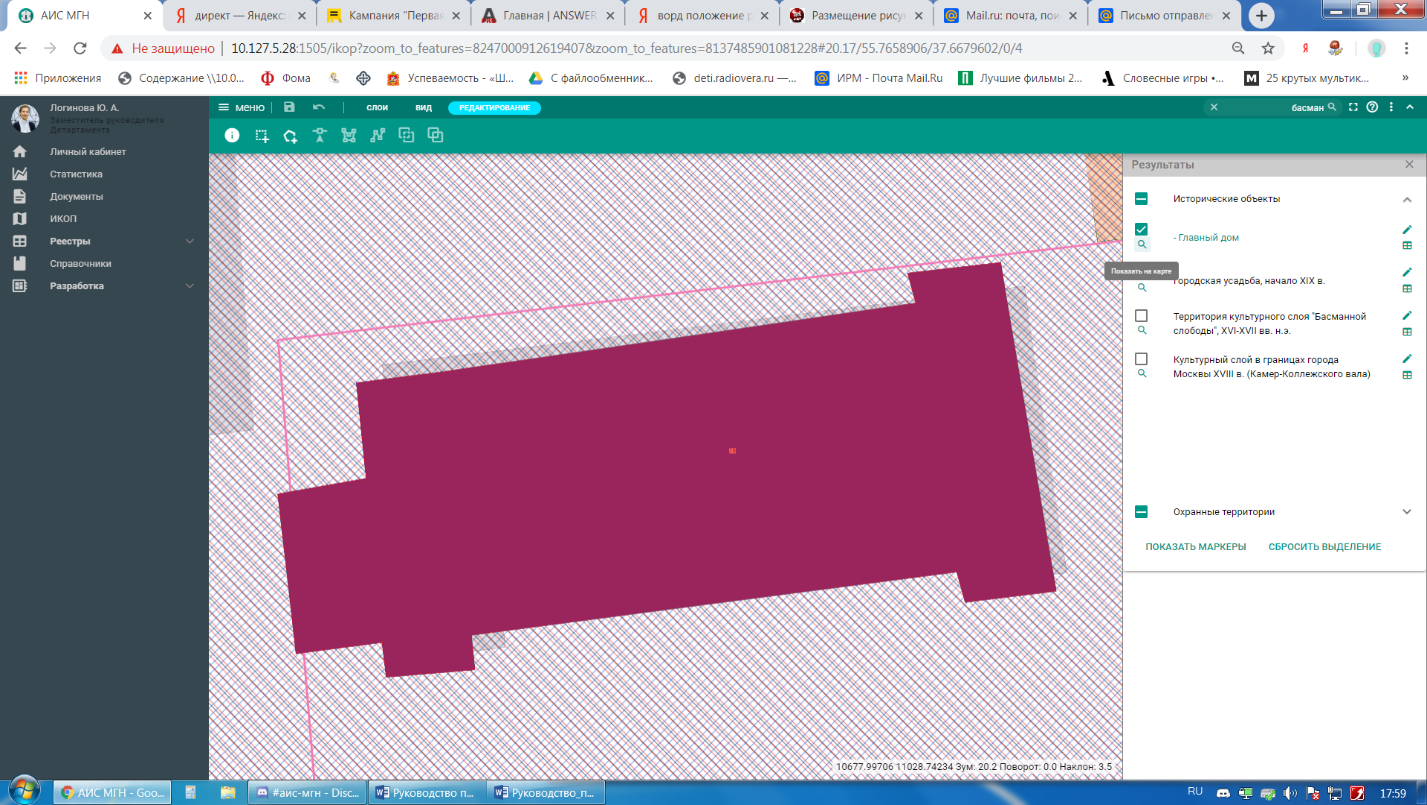 АИС МГН
директ — Яндекс:
Кампания "Первая
Главная | ANSWER
ворд положение р
Размещение рисун
Mail.ru: почта, пои
Письмо отправле
Не защищено
10.127.5.28:1505/ikop?zoom_to_features=8247000912619407&zoom_to_features=8137485901081228#20.17/55.7658906/37.6679602/0/4
Приложения
Содержание \\10.0...
Фома
Успеваемость - «Ш...
С файлообменник...
deti.radiovera.ru —...
ИРМ - Почта Mail.Ru
Лучшие фильмы 2...
Словесные игры •...
25 крутых мультик...
»
Логинова Ю. А.
Заместитель руководителя
Департамента
Личный кабинет
Статистика
Документы
ИКОП
Реестры
Справочники
Разработка
меню
СЛОИ
ВИД
РЕДАКТИРОВАНИЕ
басман
Результаты
Исторические объекты
- Главный дом
Показать на карте
Городская усадьба, начало XIX в.
Территория культурного слоя "Басманной
слободы", XVI-XVII вв. н.э.
Культурный слой в границах города
Москвы XVIII в. (Камер-Коллежского вала)
Охранные территории
ПОКАЗАТЬ МАРКЕРЫ
СБРОСИТЬ ВЫДЕЛЕНИЕ
10677.99706 11028.74234 Зум: 20.2 Поворот: 0.0 Наклон: 3.5
АИС МГН - Goo...
#аис-мгн - Disc...
Руководство п...
Руководство_п...
RU
17:59